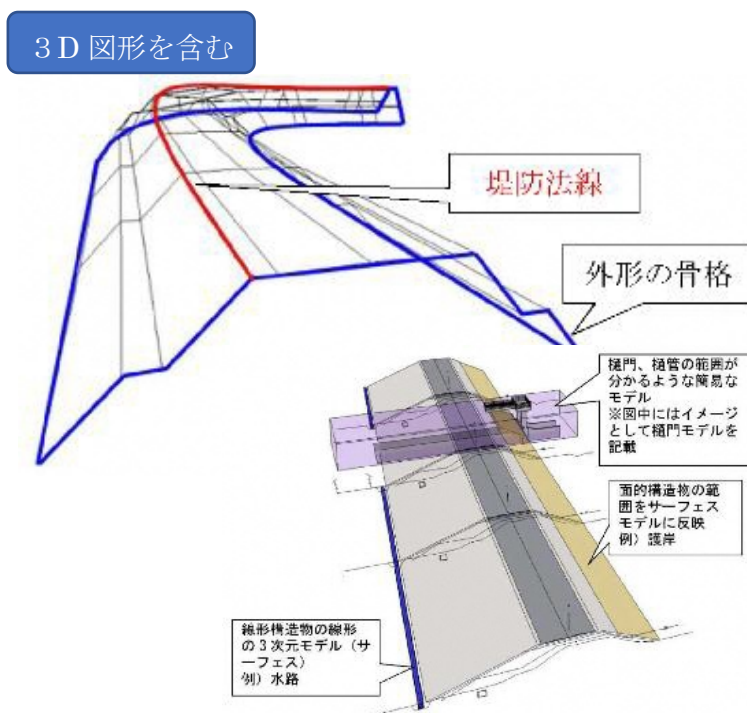 ３D 図形を含む
堤防法線
外形の骨格
樋門、樋管の範囲が
分かるような簡易な
モデル
※図中にはイメージ
として樋門モデルを
記載
面的構造物の範
囲をサーフェス
モデルに反映
例）護岸
線形構造物の線形
の３次元モデル（サ
ーフェス）
例）水路